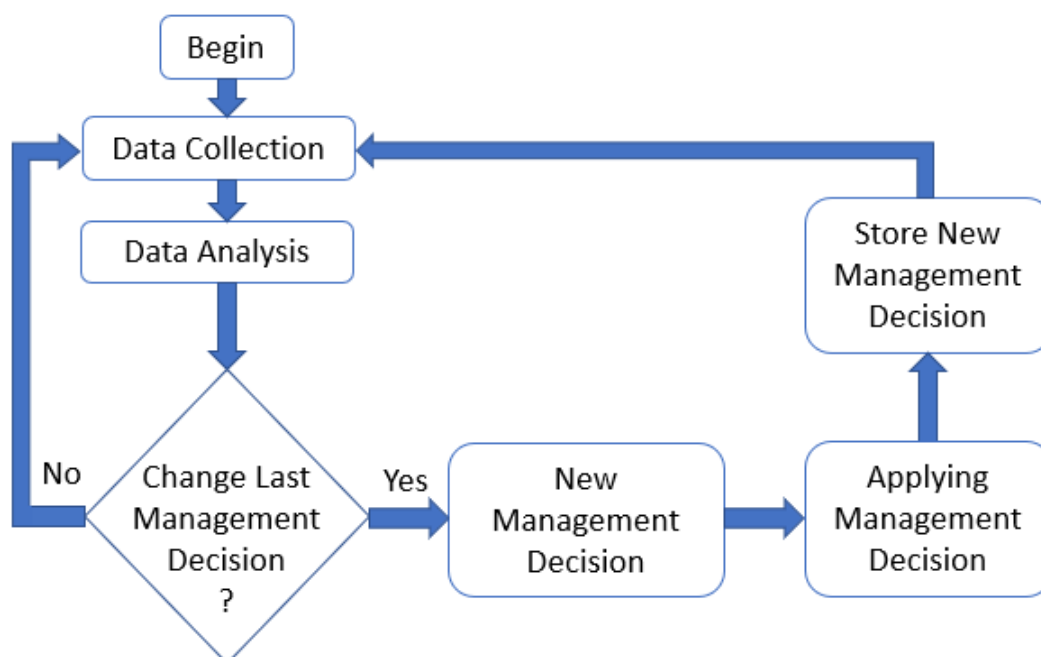 Begin
Data Collection
Data Analysis
Store New
Management
Decision
No
Change Last
Management
Decision
?
Yes
New
Management
Decision
Applying
Management
Decision